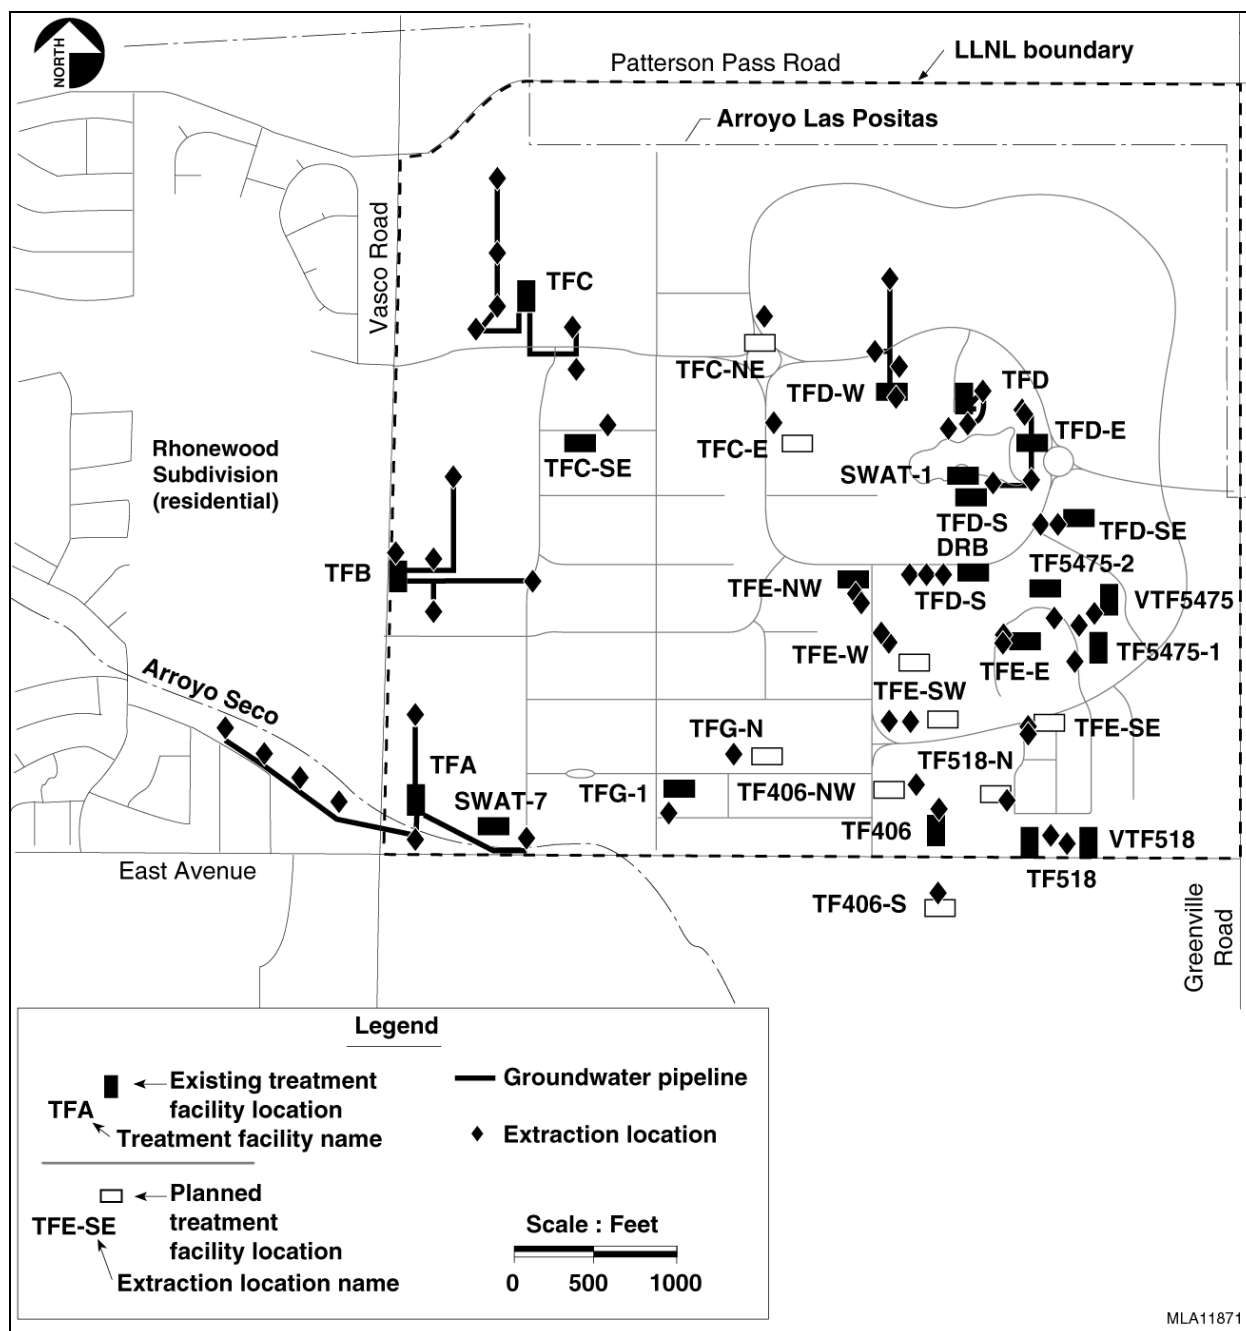 NORTH
Patterson Pass Road
LLNL boundary
Arroyo Las Positas
Vasco Road
TFC
TFC-NE
TFD-W
TFD
TFD-E
TFC-E
TFC-SE
SWAT-1
Rhonewood
Subdivision
(residential)
TFD-S
DRB
TFD-SE
TFB
TF5475-2
TFE-NW
TFD-S
VTF5475
TFE-W
TF5475-1
TFE-E
Arroyo Seco
TFE-SW
TFG-N
TFE-SE
TF518-N
TFA
SWAT-7
TFG-1
TF406-NW
TF406
VTF518
East Avenue
TF518
TF406-S
Greenville
Road
Legend
Existing treatment
facility location
TFA
Treatment facility name
Groundwater pipeline
Extraction location
Planned
treatment
facility location
TFE-SE
Extraction location name
Scale : Feet
0 500 1000
MLA11871